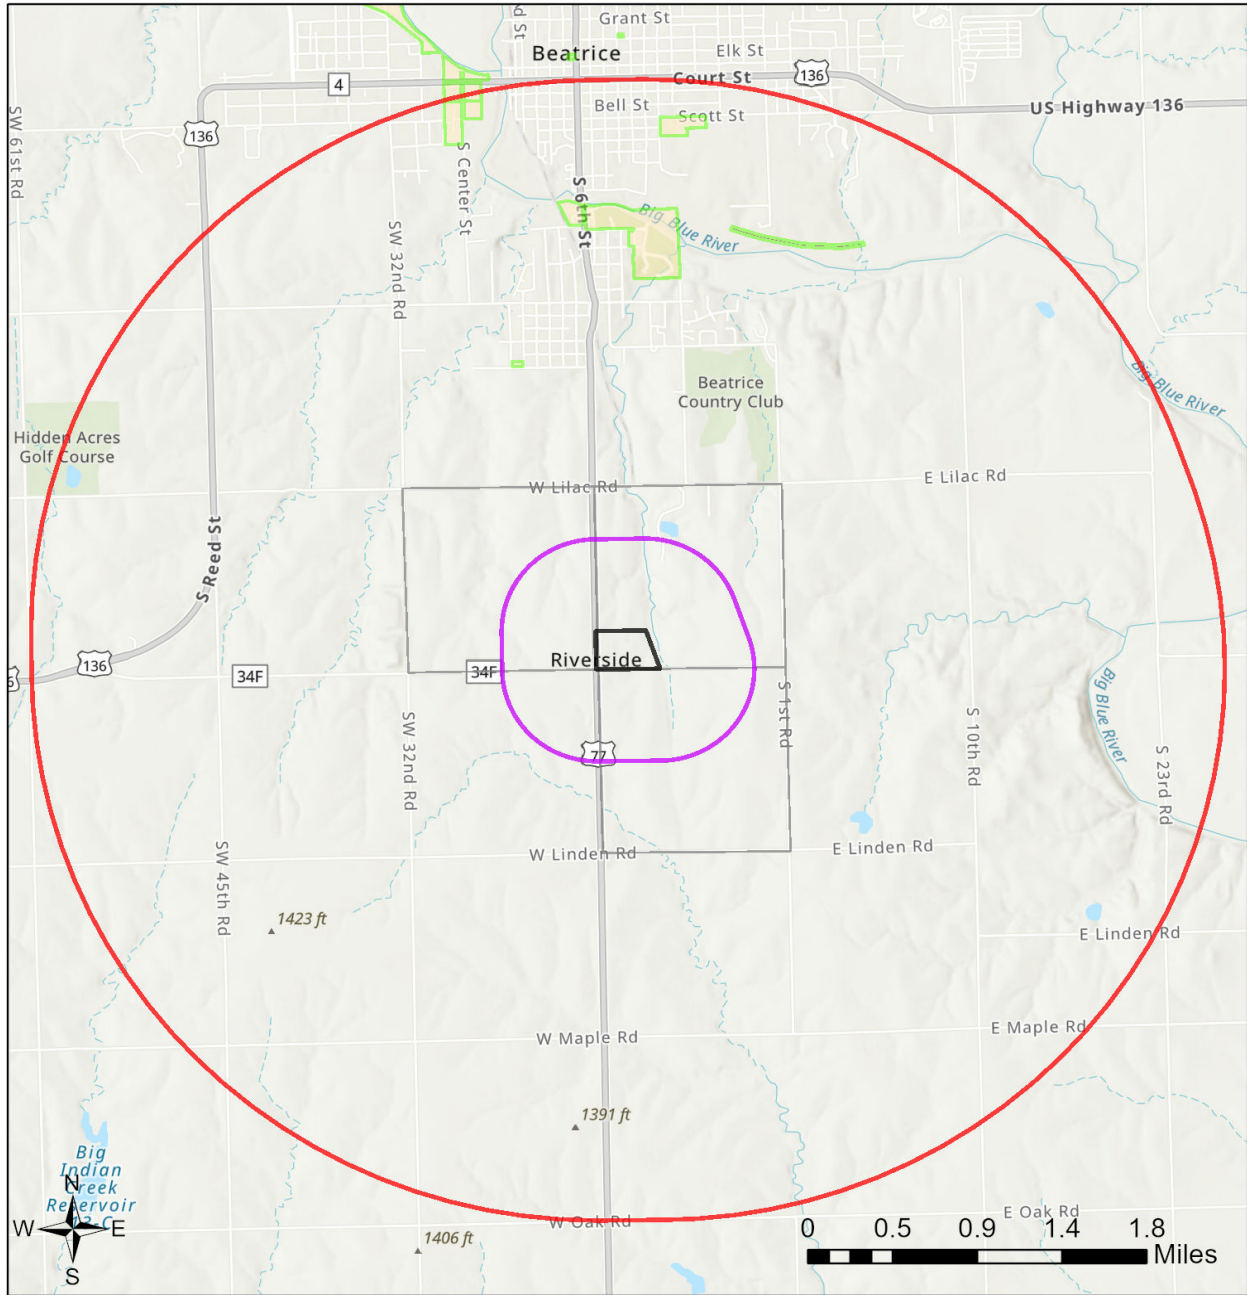 Grant St
d St
Beatrice
Elk St
136
4
Court St
US Highway 136
Bell St
Scott St
136
SW 61st Rd
S Center St
S 6th St
Big Blue River
SW 32nd Rd
Beatrice
Country Club
Big Blue River
Hidden Acres
Golf Course
W Lilac Rd
E Lilac Rd
S Reed St
136
6
34F
34F
Riverside
S 1st Rd
Big Blue River
SW 32nd Rd
S 10th Rd
77
S 23rd Rd
W Linden Rd
E Linden Rd
SW 45th Rd
1423 ft
E Linden Rd
W Maple Rd
E Maple Rd
1391 ft
Big
Indian
Creek
Reservoir
N
W
E
S
W Oak Rd
E Oak Rd
1406 ft
0 0.5 0.9 1.4 1.8
Miles